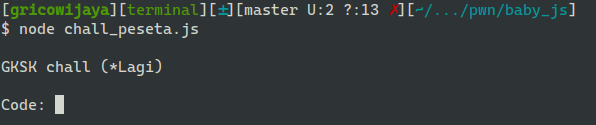 [gricowijaya][terminal][±][master U:2 ?:13 ✗][~/.../pwn/baby_js]
$ node chall_peseta.js
GKSK chall (*Lagi)
Code: